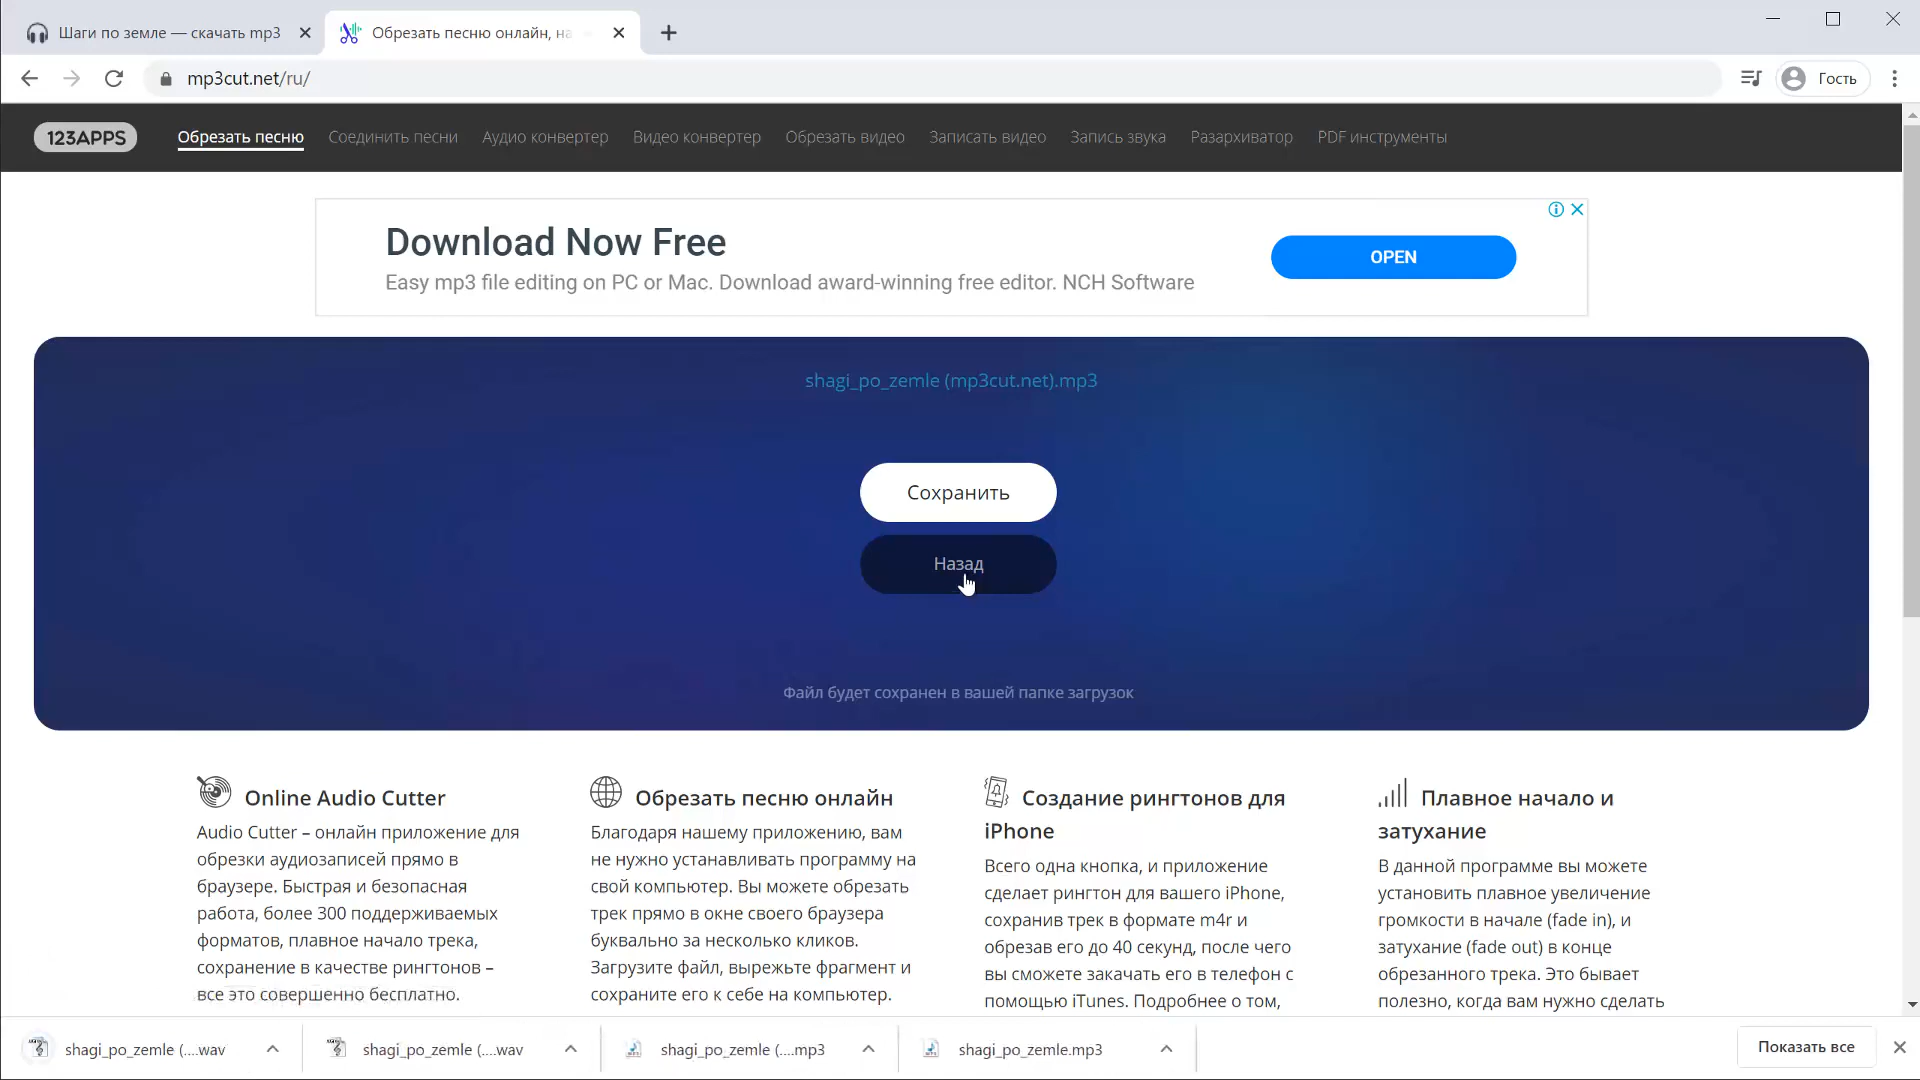 Шаги по земле — скачать mp3
Обрезать песню онлайн, на
mp3cut.net/ru/
Гость
123APPS
Обрезать песню
Соединить песни
Аудио конвертер
Видео конвертер
Обрезать видео
Записать видео
Запись звука
Разархиватор
PDF инструменты
Download Now Free
Easy mp3 file editing on PC or Mac. Download award-winning free editor. NCH Software
OPEN
shagi_po_zemle (mp3cut.net).mp3
Сохранить
Назад
Файл будет сохранен в вашей папке загрузок
Online Audio Cutter
Audio Cutter – онлайн приложение для
обрезки аудиозаписей прямо в
браузере. Быстрая и безопасная
работа, более 300 поддерживаемых
форматов, плавное начало трека,
сохранение в качестве рингтонов –
все это совершенно бесплатно.
Обрезать песню онлайн
Благодаря нашему приложению, вам
не нужно устанавливать программу на
свой компьютер. Вы можете обрезать
трек прямо в окне своего браузера
буквально за несколько кликов.
Загрузите файл, вырежьте фрагмент и
сохраните его к себе на компьютер.
Создание рингтонов для
iPhone
Всего одна кнопка, и приложение
сделает рингтон для вашего iPhone,
сохранив трек в формате m4r и
обрезав его до 40 секунд, после чего
вы сможете закачать его в телефон с
помощью iTunes. Подробнее о том,
Плавное начало и
затухание
В данной программе вы можете
установить плавное увеличение
громкости в начале (fade in), и
затухание (fade out) в конце
обрезанного трека. Это бывает
полезно, когда вам нужно сделать
shagi_po_zemle (....wav
shagi_po_zemle (....wav
shagi_po_zemle (....mp3
shagi_po_zemle.mp3
Показать все